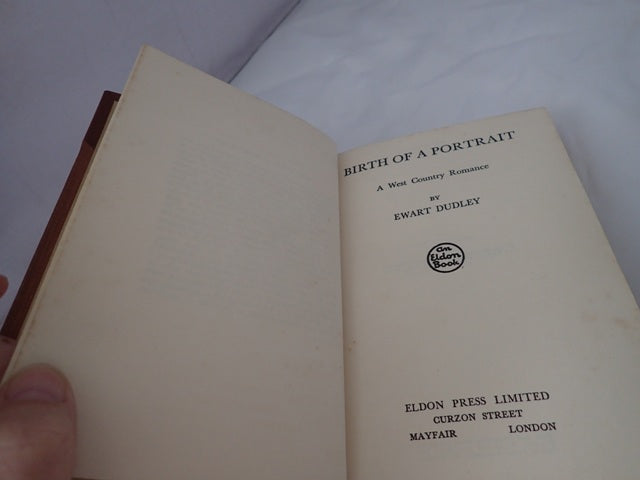 BIRTH OF A PORTRAIT
A West Country Romance
BY
EWART DUDLEY
an
Eldon
Book
ELDON PRESS LIMITED
CURZON STREET
MAYFAIR LONDON